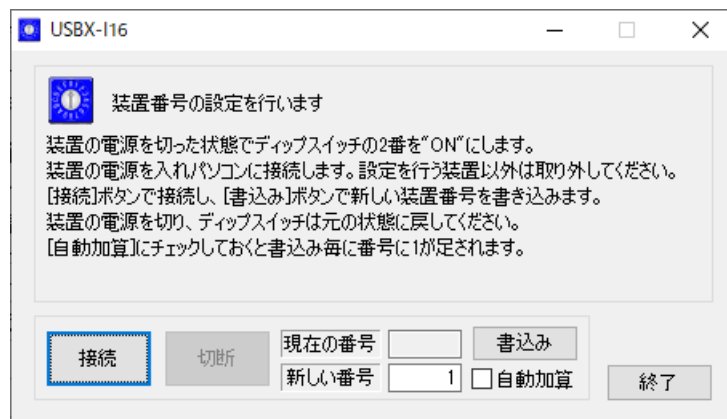 USBX-I16
装置番号の設定を行います
装置の電源を切った状態でディップスイッチの2番を"ON"にします。
装置の電源を入れパソコンに接続します。設定を行う装置以外は取り外してください。
[接続]ボタンで接続し、[書込み]ボタンで新しい装置番号を書き込みます。
装置の電源を切り、ディップスイッチは元の状態に戻してください。
[自動加算]にチェックしておくと書込み毎に番号に1が足されます。
接続 切断 現在の番号 書込み
新しい番号 1 自動加算 終了